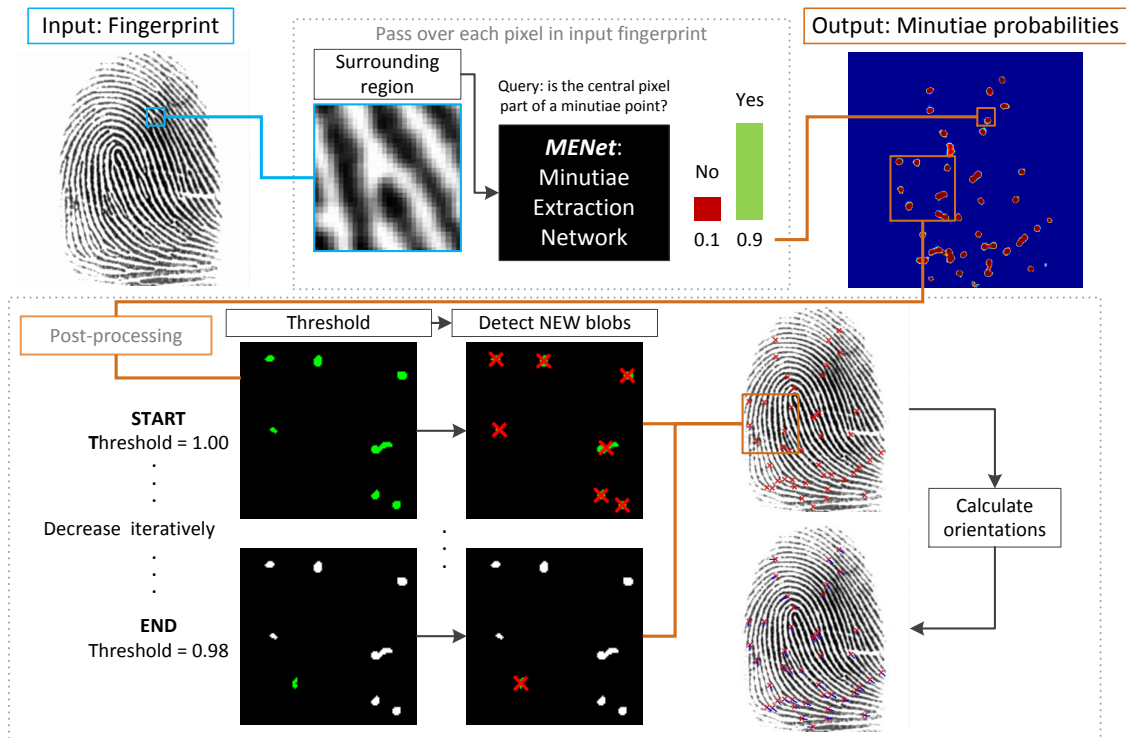 Input: Fingerprint
Pass over each pixel in input fingerprint
Output: Minutiae probabilities
Surrounding
region
Query: is the central pixel
part of a minutiae point?
MENet:
Minutiae
Extraction
Network
No
0.1
Yes
0.9
Post-processing
Threshold
Detect NEW blobs
START
Threshold = 1.00
.
.
.
Decrease iteratively
.
.
.
END
Threshold = 0.98
.
.
.
Calculate
orientations